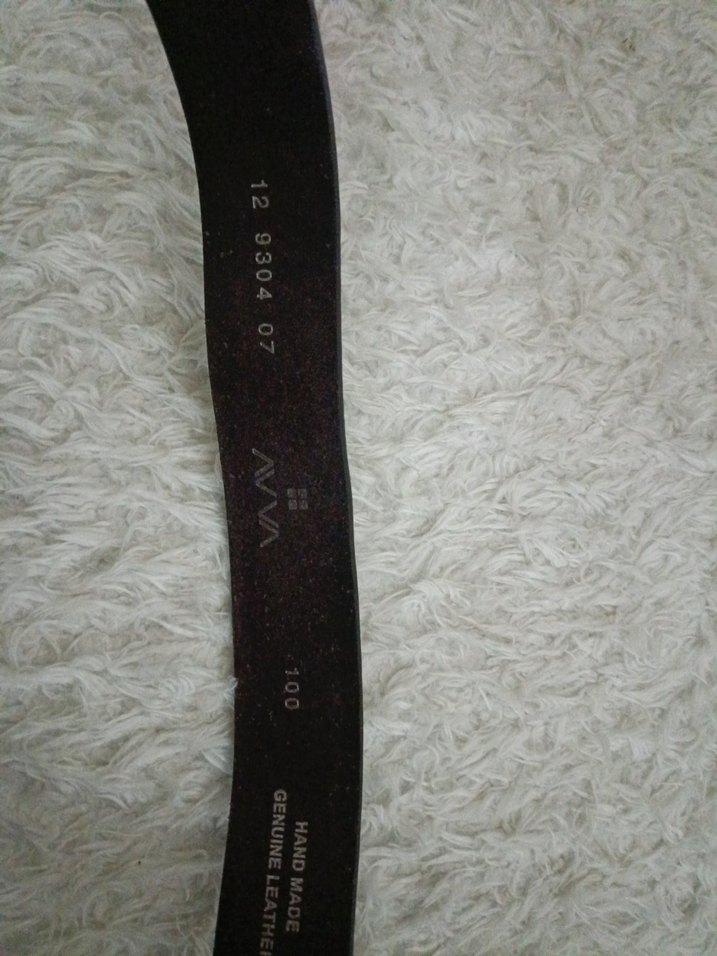 12 9304 07
AVVA
100
HAND MADE
GENUINE LEATHER